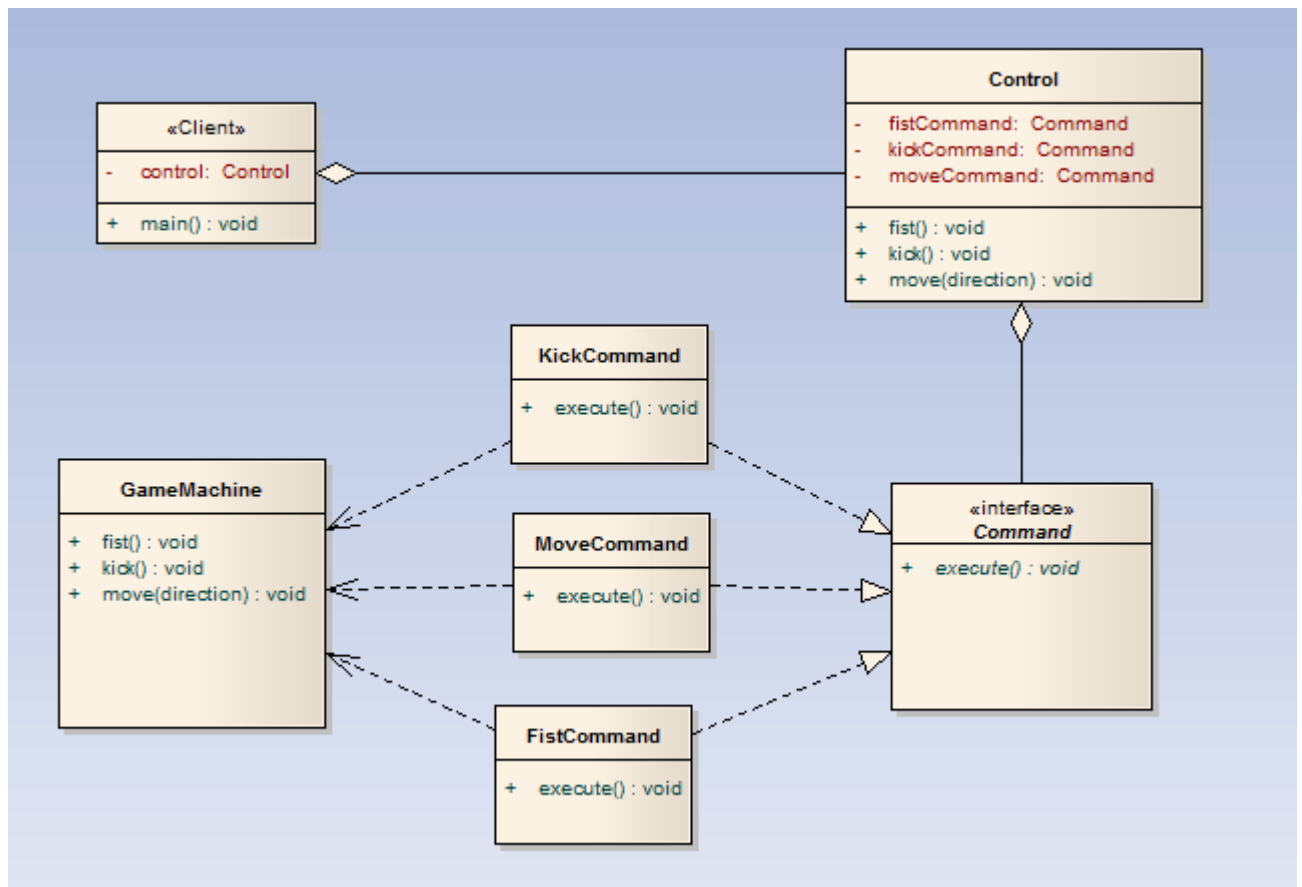 «Client»
- control: Control
+ main() : void
Control
- fistCommand: Command
- kickCommand: Command
- moveCommand: Command
+ fist() : void
+ kick() : void
+ move(direction) : void
KickCommand
+ execute() : void
GameMachine
+ fist() : void
+ kick() : void
+ move(direction) : void
MoveCommand
+ execute() : void
«interface»
Command
+ execute() : void
FistCommand
+ execute() : void